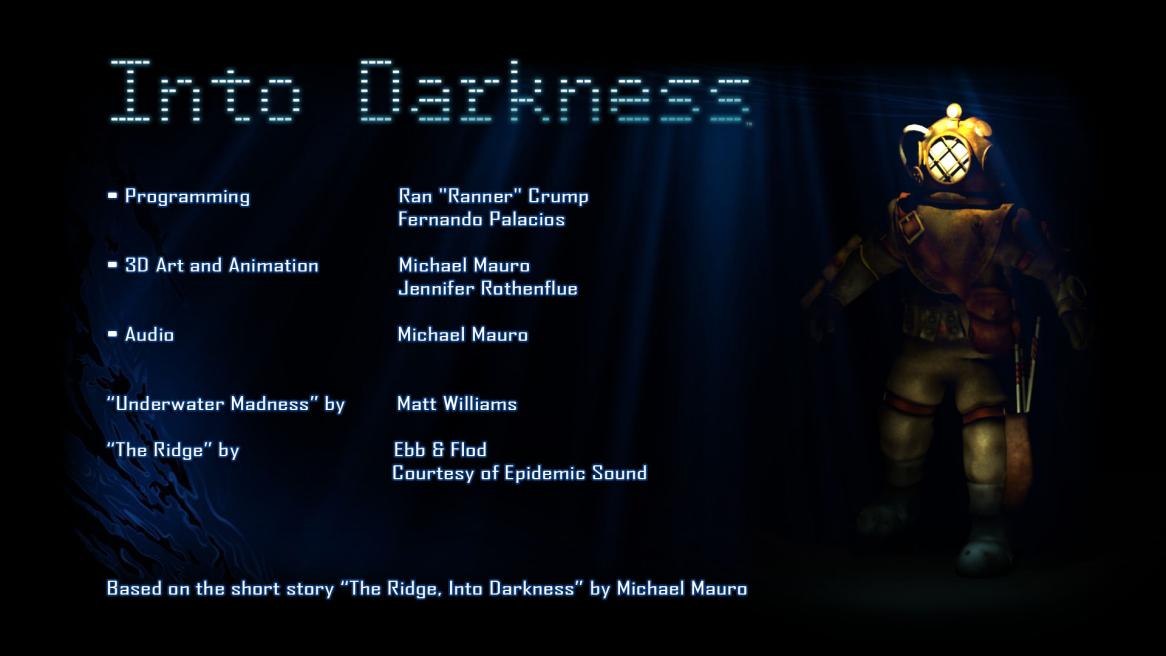 Into Darkness™
- Programming Ran "Ranner" Crump
Fernando Palacios
- 3D Art and Animation Michael Mauro
Jennifer Rothenflue
- Audio Michael Mauro
“Underwater Madness” by Matt Williams
“The Ridge” by Ebb & Flod
Courtesy of Epidemic Sound
Based on the short story “The Ridge, Into Darkness” by Michael Mauro